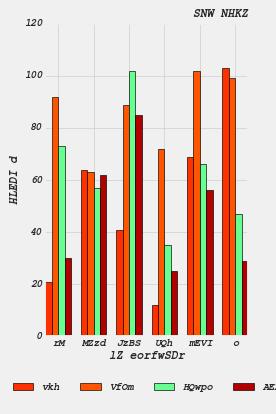 SNW NHKZ
120
100
80
60
40
20
0
HLEDI d
rM MZzd JzBS UQh mEVI o
lZ eorfwSDr
vkh VfOm HQwpo